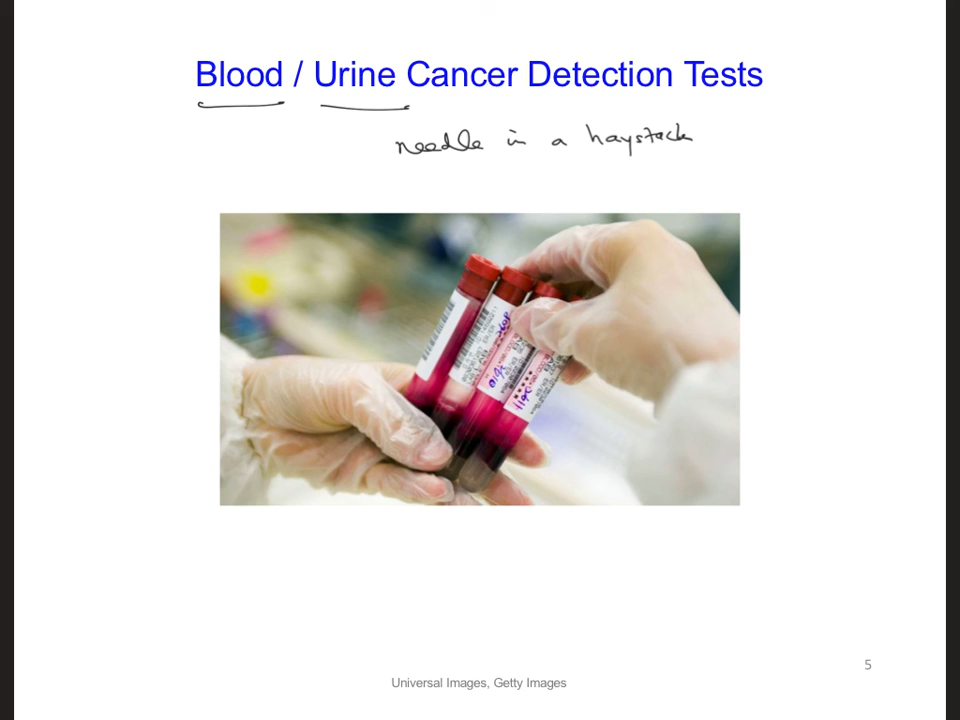 Blood / Urine Cancer Detection Tests
needle in a haystack
5
Universal Images, Getty Images